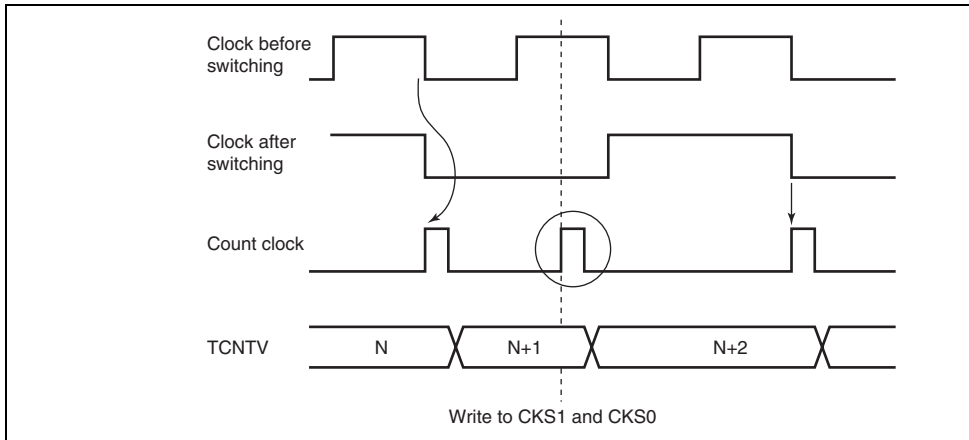 Clock before
switching
Clock after
switching
Count clock
TCNTV
N
N+1
N+2
Write to CKS1 and CKS0